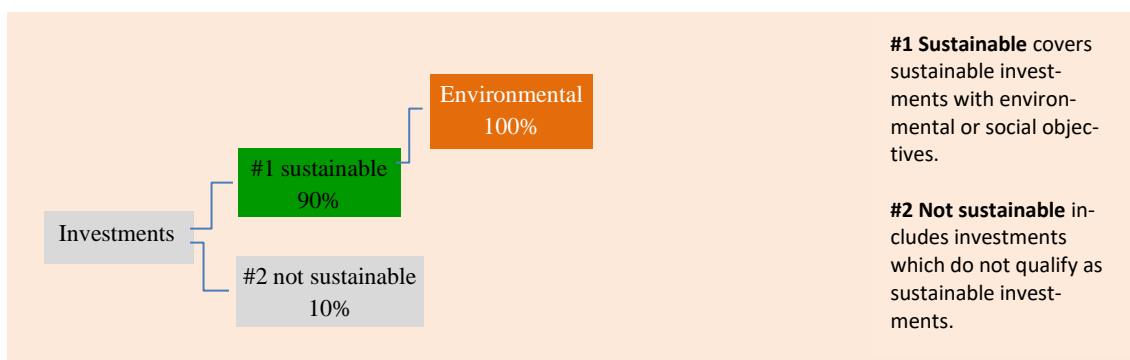 Environmental
100%
#1 sustainable
90%
Investments
#2 not sustainable
10%
#1 Sustainable covers
sustainable invest-
ments with environ-
mental or social objec-
tives.
#2 Not sustainable in-
cludes investments
which do not qualify as
sustainable invest-
ments.